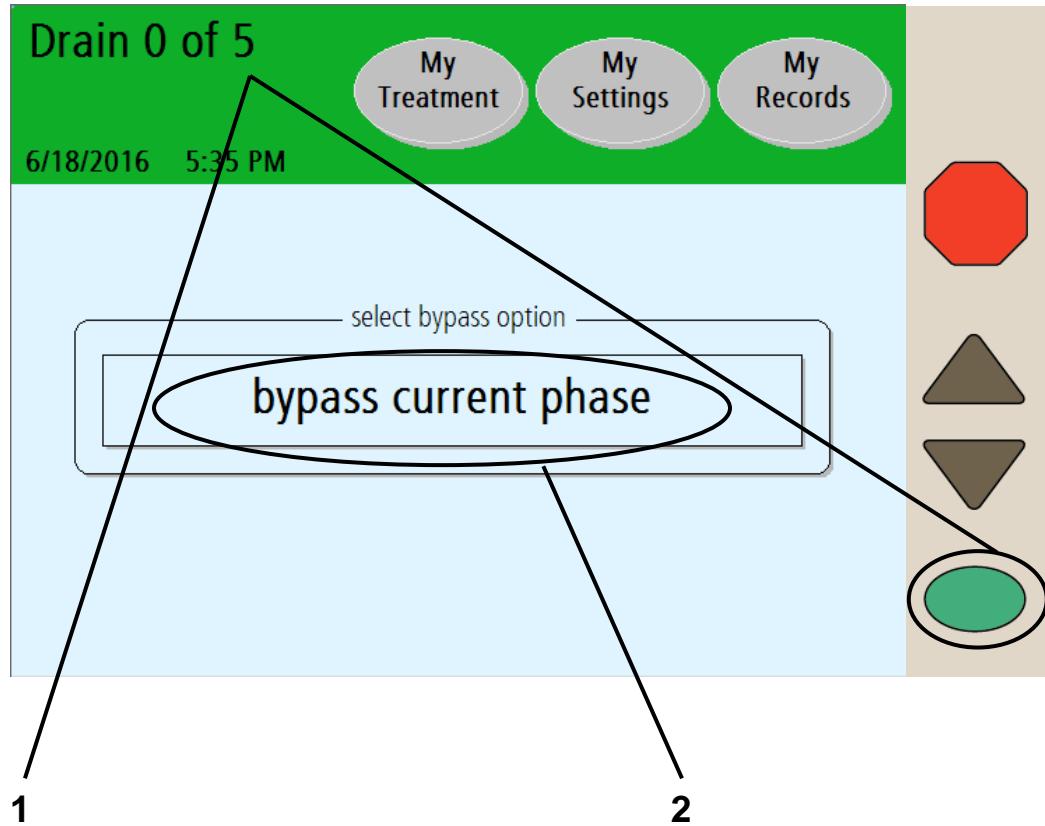 Drain 0 of 5
My Treatment
My Settings
My Records
6/18/2016 5:35 PM
select bypass option
bypass current phase
1
2